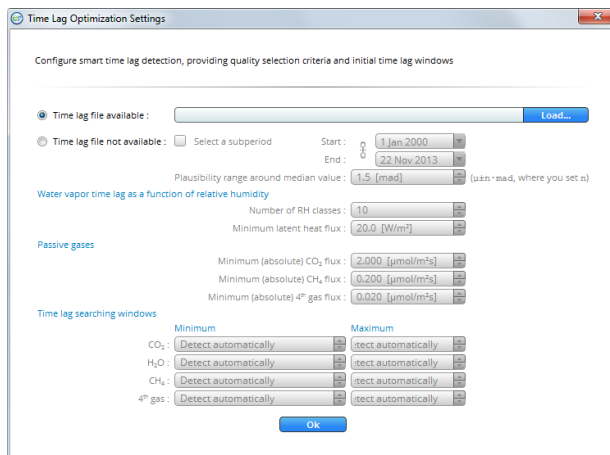 Time Lag Optimization Settings
Configure smart time lag detection, providing quality selection criteria and initial time lag windows
Time lag file available : Load...
Time lag file not available : Select a subperiod Start : 1 Jan 2000
End : 22 Nov 2013
Plausibility range around median value : 1.5 [mad] (µ±n·mad, where you set n)
Water vapor time lag as a function of relative humidity
Number of RH classes : 10
Minimum latent heat flux : 20.0 [W/m²]
Passive gases
Minimum (absolute) CO₂ flux : 2.000 [µmol/m²s]
Minimum (absolute) CH₄ flux : 0.200 [µmol/m²s]
Minimum (absolute) 4ᵗʰ gas flux : 0.020 [µmol/m²s]
Time lag searching windows
Minimum Maximum
CO₂ : Detect automatically :tect automatically
H₂O : Detect automatically :tect automatically
CH₄ : Detect automatically :tect automatically
4ᵗʰ gas : Detect automatically :tect automatically
Ok